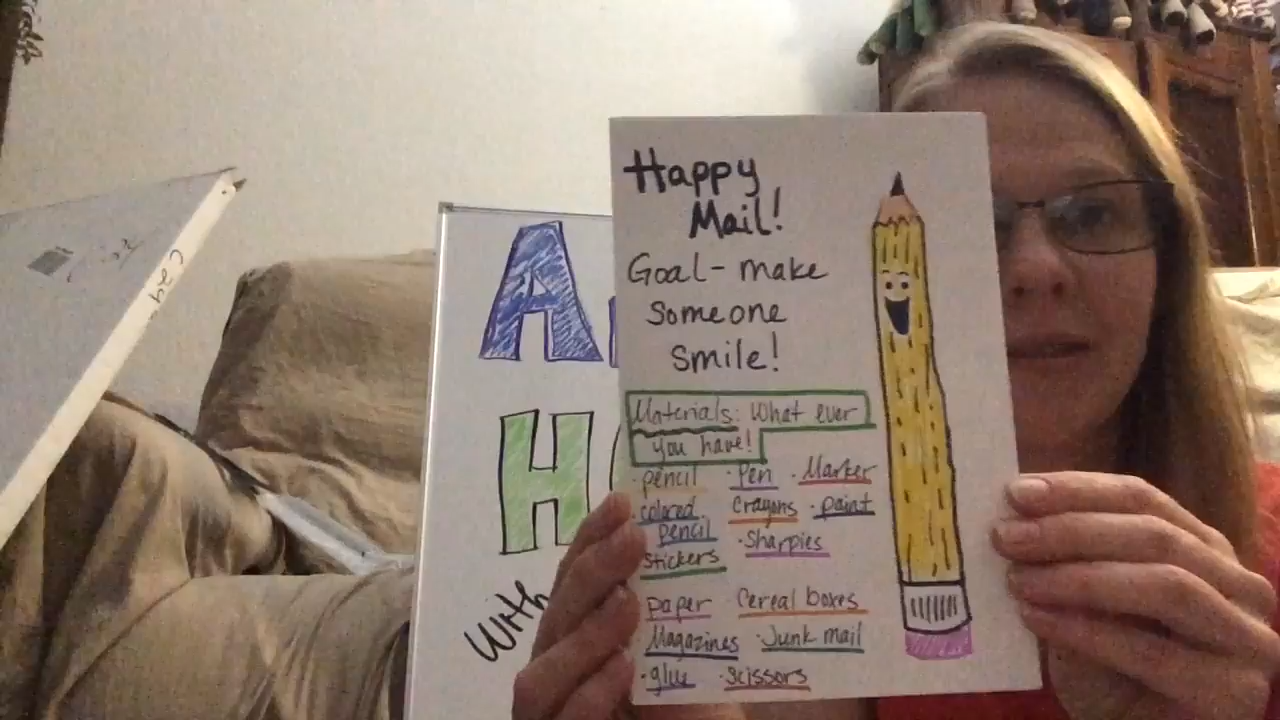 Happy
Mail!
Goal - make
someone
smile!
Materials: What ever
you have!
· pencil · Pen · Marker
· colored pencil Crayons · paint
· Sharpies
Stickers
paper Cereal boxes
Magazines · Junk mail
· glue · scissors
A
H
With